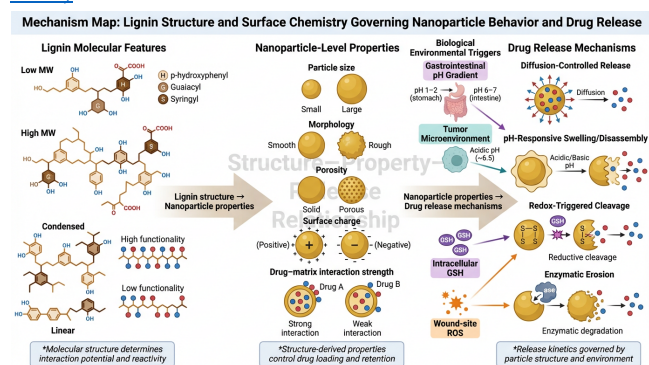 Mechanism Map: Lignin Structure and Surface Chemistry Governing Nanoparticle Behavior and Drug Release
Lignin Molecular Features
Low MW
COOH
OH
H p-hydroxyphenyl
G Guaiacyl
S Syringyl
High MW
Condensed
High functionality
Low functionality
Linear
*Molecular structure determines
interaction potential and reactivity
Lignin structure →
Nanoparticle properties
Nanoparticle-Level Properties
Particle size
Small
Large
Morphology
Smooth
Rough
Structure–Property–
Release
Relationship
Porosity
Solid
Porous
Surface charge
(Positive)
+
−
(Negative)
Drug–matrix interaction strength
Drug A
Drug B
Strong
interaction
Weak
interaction
*Structure-derived properties
control drug loading and retention
Nanoparticle properties →
Drug release mechanisms
Biological
Environmental Triggers
Gastrointestinal
pH Gradient
pH 1–2
(stomach)
pH 6–7
(intestine)
Tumor
Microenvironment
Acidic pH
(~6.5)
GSH
GSH
GSH
Intracellular
GSH
Wound-site
ROS
Drug Release Mechanisms
Diffusion-Controlled Release
Diffusion
pH-Responsive Swelling/Disassembly
Acidic/Basic
pH
Redox-Triggered Cleavage
S–S
S S
GSH
Reductive cleavage
Enzymatic Erosion
Enzymatic degradation
*Release kinetics governed by
particle structure and environment